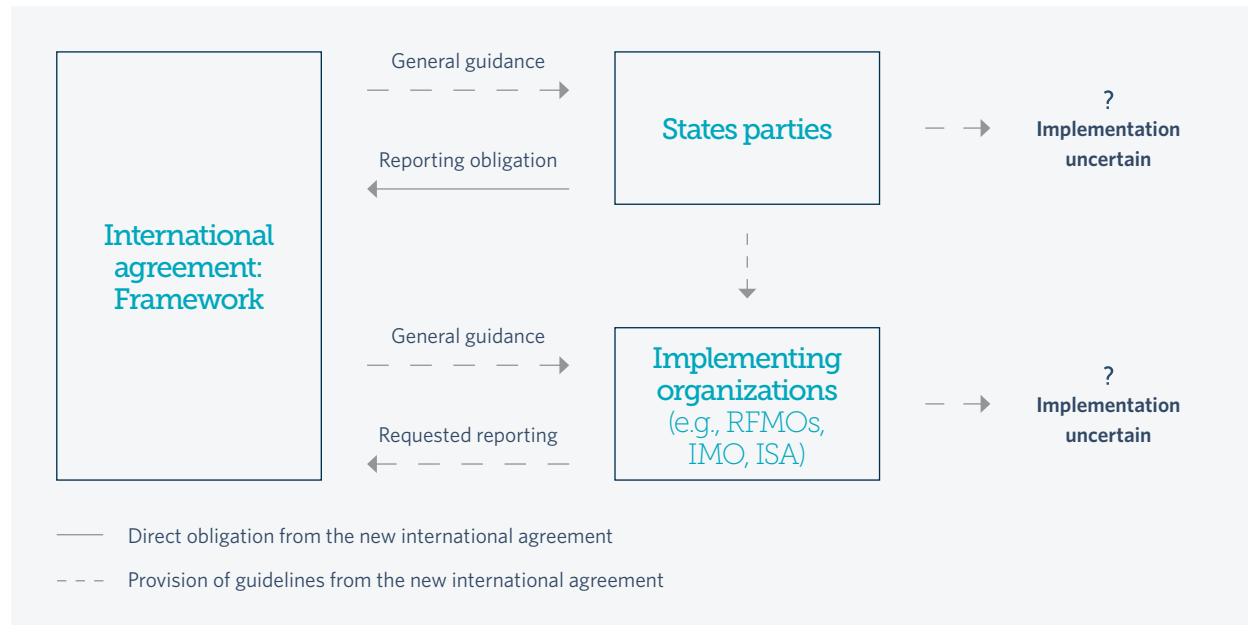 General guidance
Reporting obligation
International
agreement:
Framework
States parties
?
Implementation
uncertain
General guidance
Requested reporting
Implementing
organizations
(e.g., RFMOs,
IMO, ISA)
?
Implementation
uncertain
Direct obligation from the new international agreement
Provision of guidelines from the new international agreement